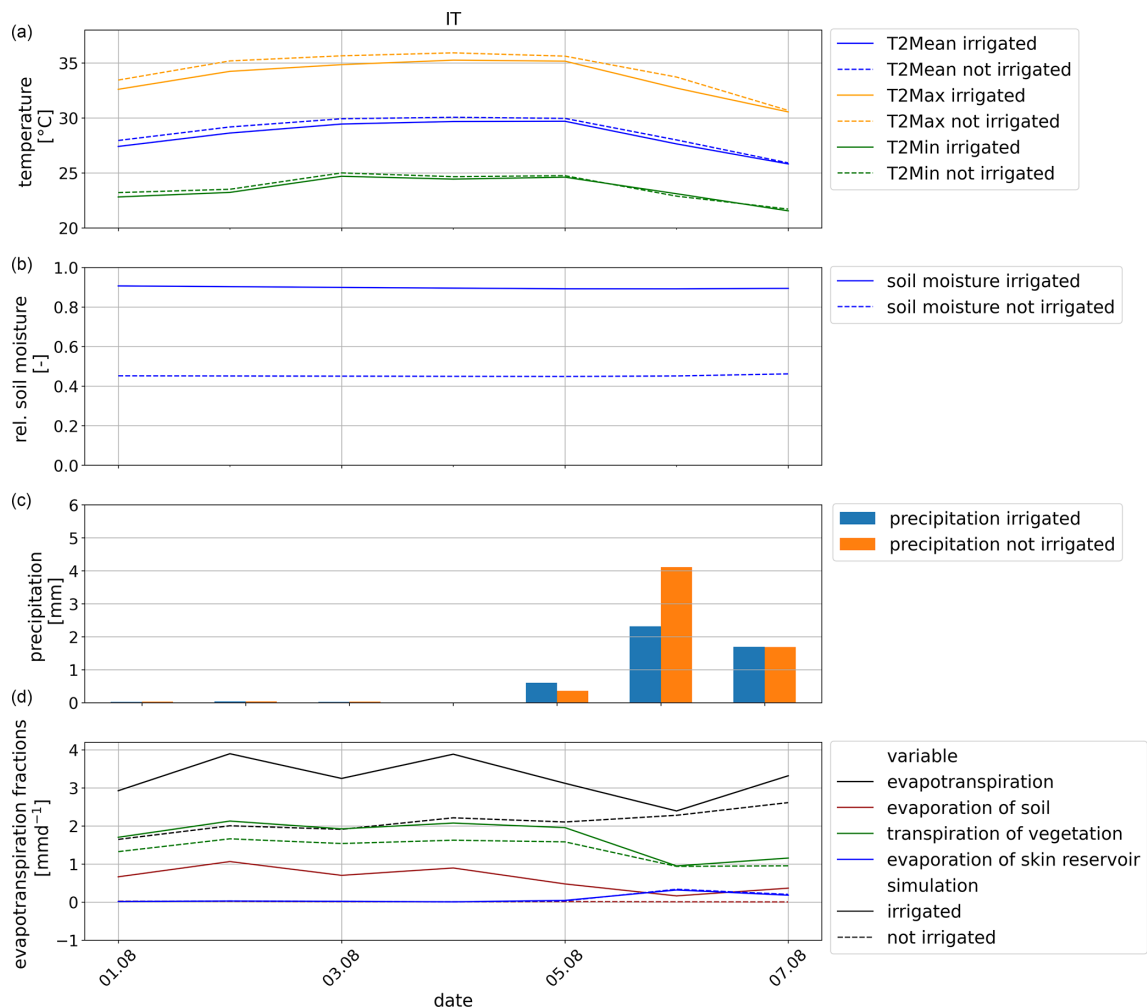 IT
(a)
temperature
[°C]
35
30
25
20
T2Mean irrigated
T2Mean not irrigated
T2Max irrigated
T2Max not irrigated
T2Min irrigated
T2Min not irrigated
(b)
rel. soil moisture
[-]
1.0
0.8
0.6
0.4
0.2
0.0
soil moisture irrigated
soil moisture not irrigated
(c)
precipitation
[mm]
6
5
4
3
2
1
0
precipitation irrigated
precipitation not irrigated
(d)
evapotranspiration fractions
[mmd⁻¹]
4
3
2
1
0
−1
variable
evapotranspiration
evaporation of soil
transpiration of vegetation
evaporation of skin reservoir
simulation
irrigated
not irrigated
01.08
03.08
05.08
07.08
date